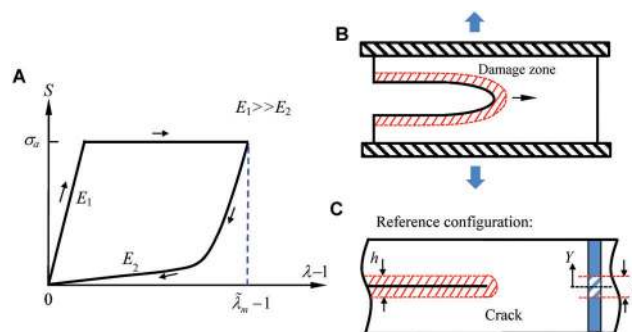 A
S
E₁>>E₂
σₐ
E₁
E₂
0
λ̃ₘ−1
λ−1
B
Damage zone
C
Reference configuration:
h
Y
Crack